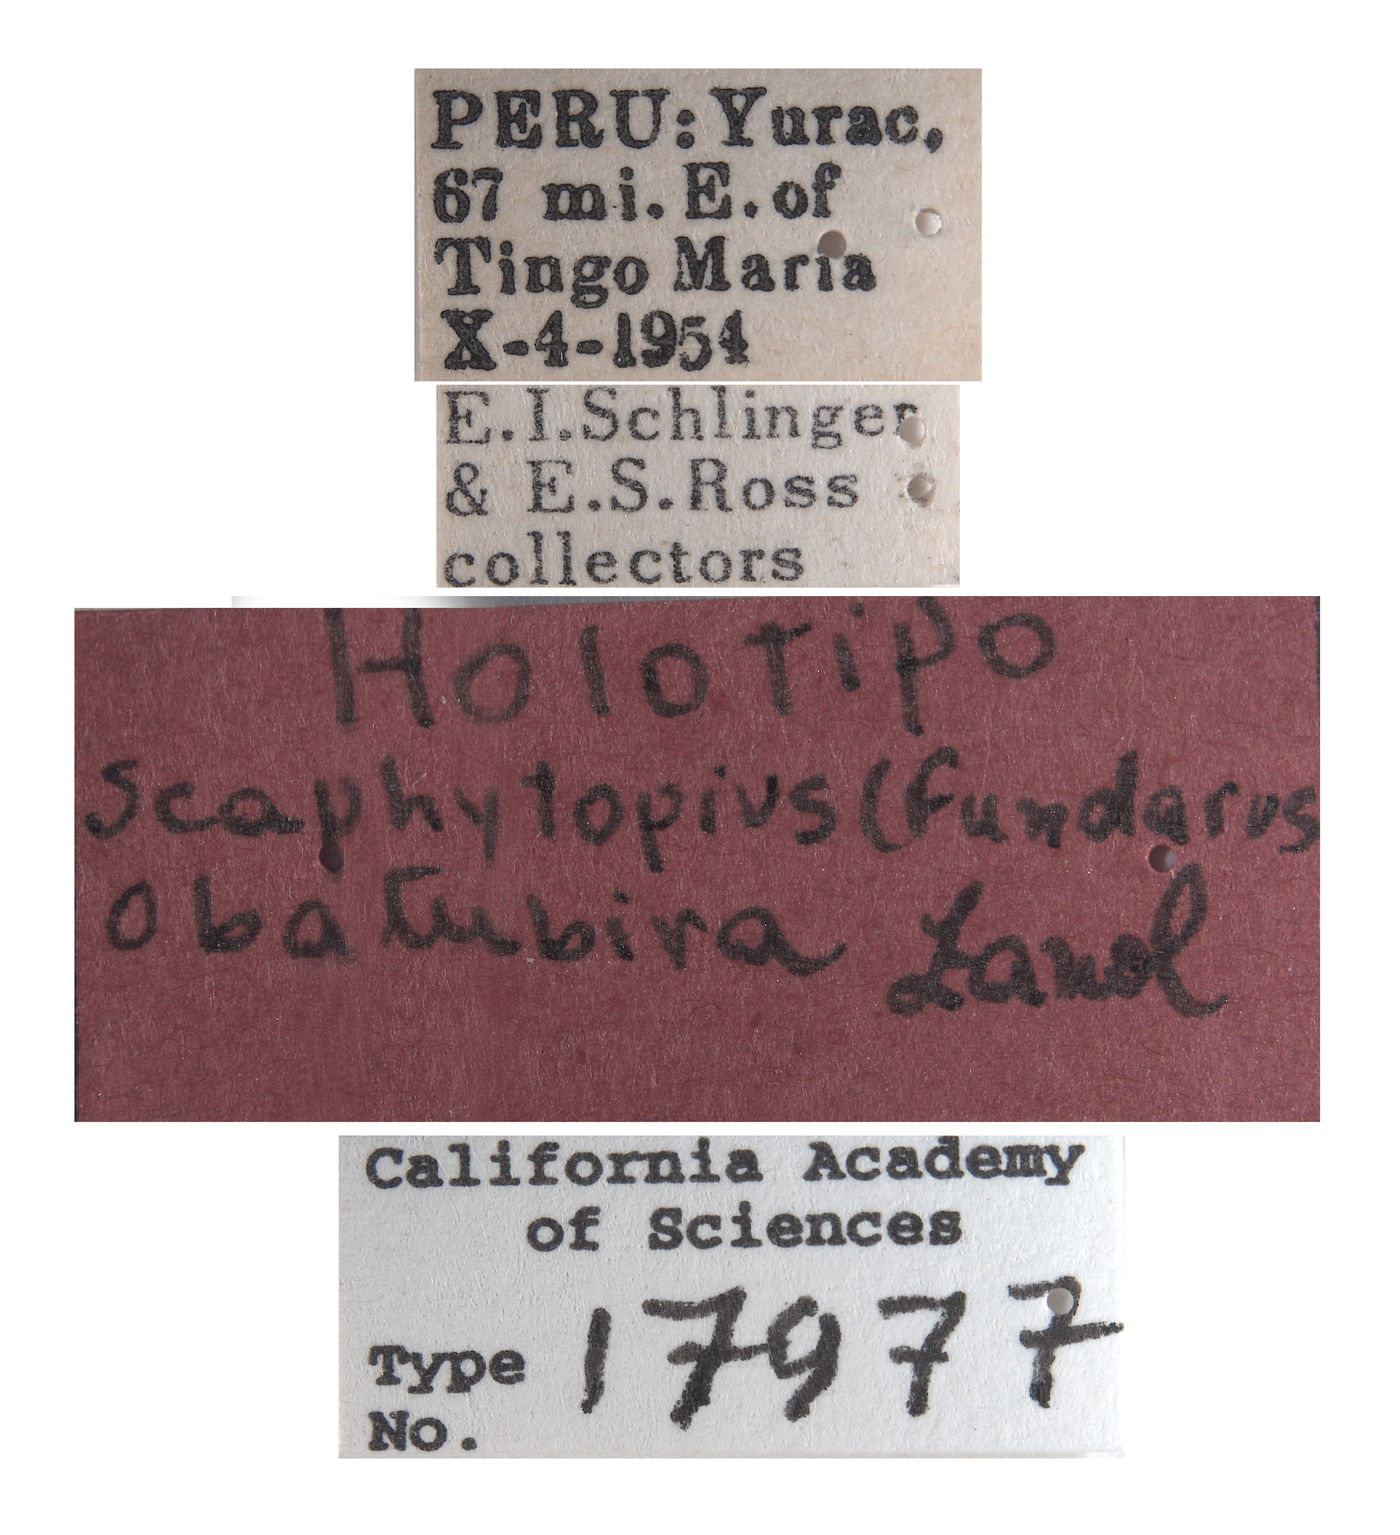 PERU: Yurac,
67 mi. E. of
Tingo Maria
X-4-1954
E.I.Schlinger
& E.S.Ross
collectors
Holotipo
Scaphytopius (Fundarus
obatubira Zanol
California Academy
of Sciences
Type 17977
No.